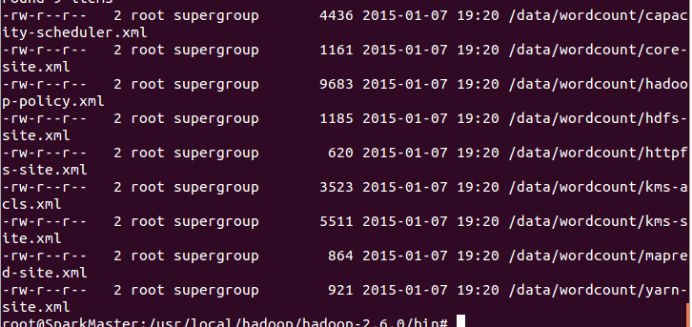 Found 9 items
-rw-r--r--   2 root supergroup       4436 2015-01-07 19:20 /data/wordcount/capac
ity-scheduler.xml
-rw-r--r--   2 root supergroup       1161 2015-01-07 19:20 /data/wordcount/core-
site.xml
-rw-r--r--   2 root supergroup       9683 2015-01-07 19:20 /data/wordcount/hadoo
p-policy.xml
-rw-r--r--   2 root supergroup       1185 2015-01-07 19:20 /data/wordcount/hdfs-
site.xml
-rw-r--r--   2 root supergroup        620 2015-01-07 19:20 /data/wordcount/httpf
s-site.xml
-rw-r--r--   2 root supergroup       3523 2015-01-07 19:20 /data/wordcount/kms-a
cls.xml
-rw-r--r--   2 root supergroup       5511 2015-01-07 19:20 /data/wordcount/kms-s
ite.xml
-rw-r--r--   2 root supergroup        864 2015-01-07 19:20 /data/wordcount/mapre
d-site.xml
-rw-r--r--   2 root supergroup        921 2015-01-07 19:20 /data/wordcount/yarn-
site.xml
root@SparkMaster:/usr/local/hadoop/hadoop-2.6.0/bin#